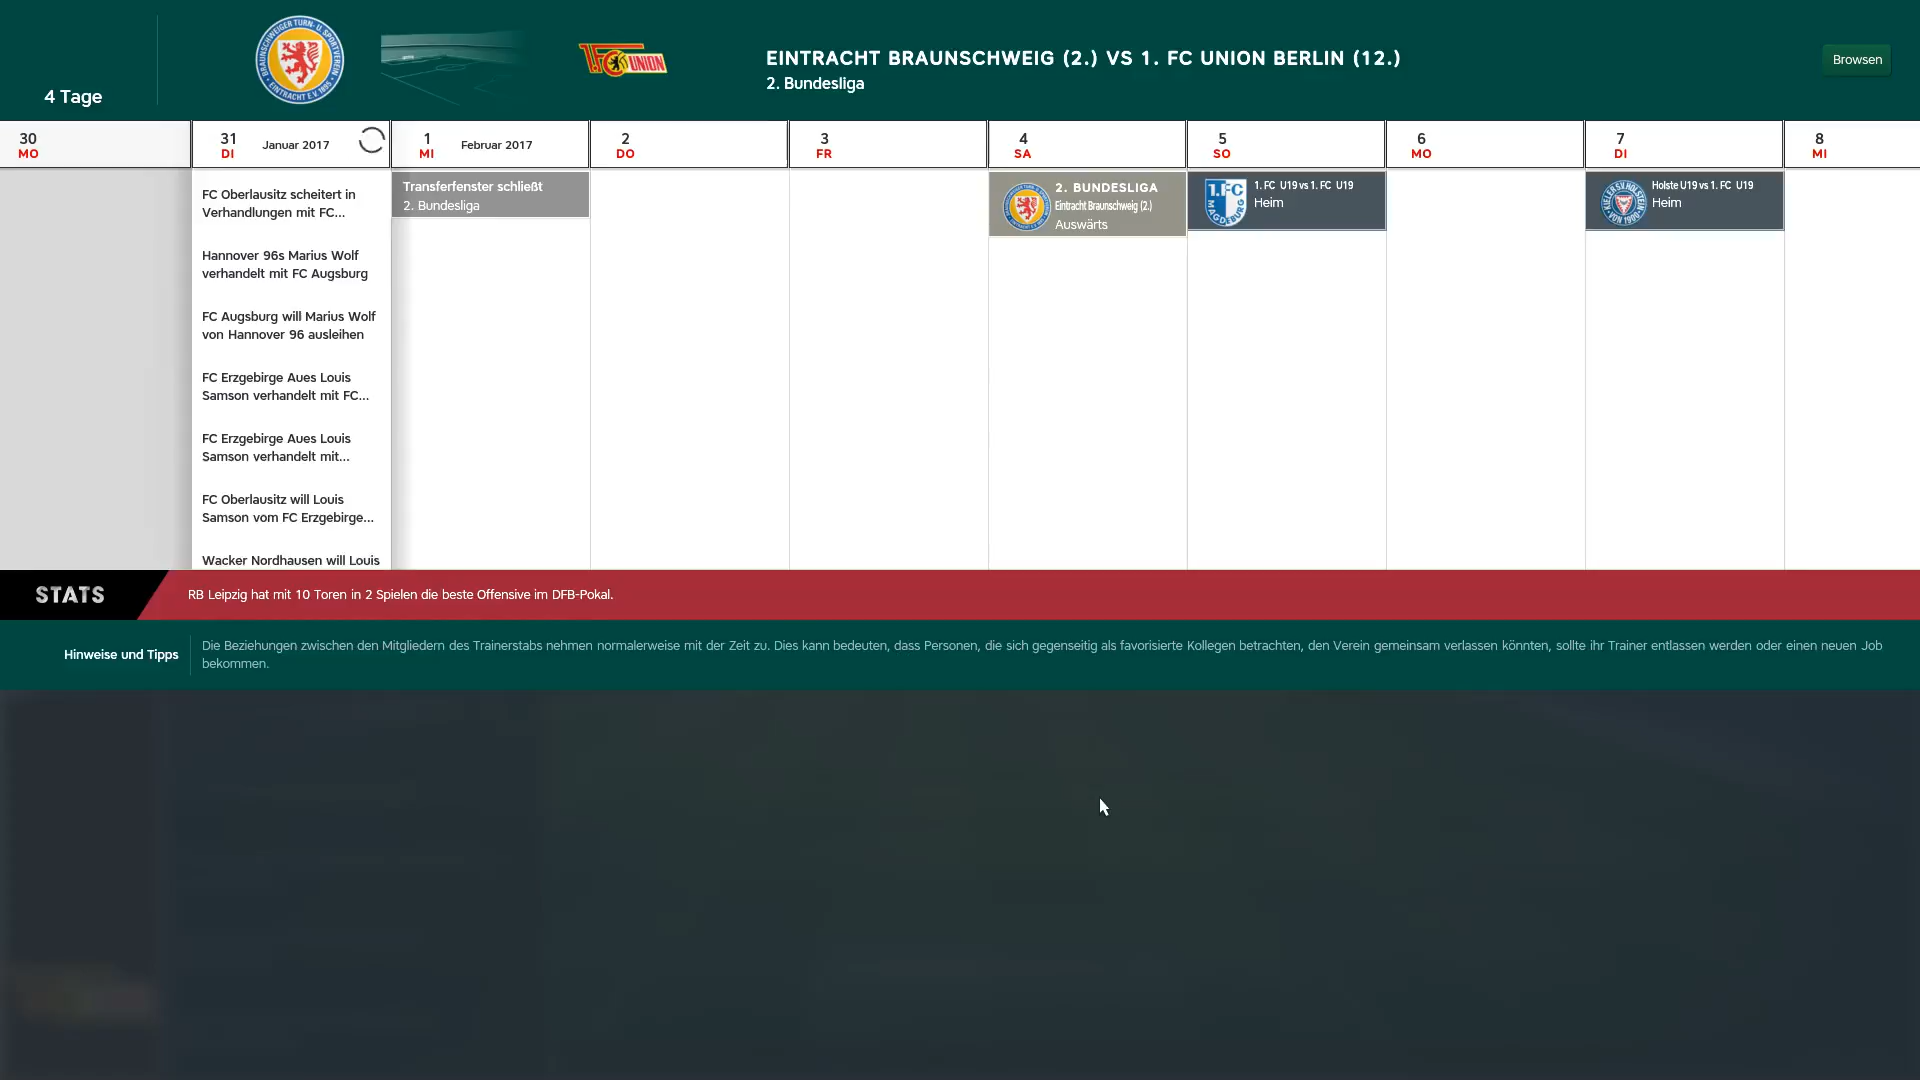 EINTRACHT BRAUNSCHWEIG (2.) VS 1. FC UNION BERLIN (12.)
2. Bundesliga
Browsen
4 Tage
30
MO
31
DI
Januar 2017
1
MI
Februar 2017
2
DO
3
FR
4
SA
5
SO
6
MO
7
DI
8
MI
FC Oberlausitz scheitert in
Verhandlungen mit FC...
Hannover 96s Marius Wolf
verhandelt mit FC Augsburg
FC Augsburg will Marius Wolf
von Hannover 96 ausleihen
FC Erzgebirge Aues Louis
Samson verhandelt mit FC...
FC Erzgebirge Aues Louis
Samson verhandelt mit...
FC Oberlausitz will Louis
Samson vom FC Erzgebirge...
Wacker Nordhausen will Louis
Transferfenster schließt
2. Bundesliga
2. BUNDESLIGA
Eintracht Braunschweig (2.)
Auswärts
1. FC U19 vs 1. FC U19
Heim
Holste U19 vs 1. FC U19
Heim
STATS
RB Leipzig hat mit 10 Toren in 2 Spielen die beste Offensive im DFB-Pokal.
Hinweise und Tipps
Die Beziehungen zwischen den Mitgliedern des Trainerstabs nehmen normalerweise mit der Zeit zu. Dies kann bedeuten, dass Personen, die sich gegenseitig als favorisierte Kollegen betrachten, den Verein gemeinsam verlassen könnten, sollte ihr Trainer entlassen werden oder einen neuen Job
bekommen.